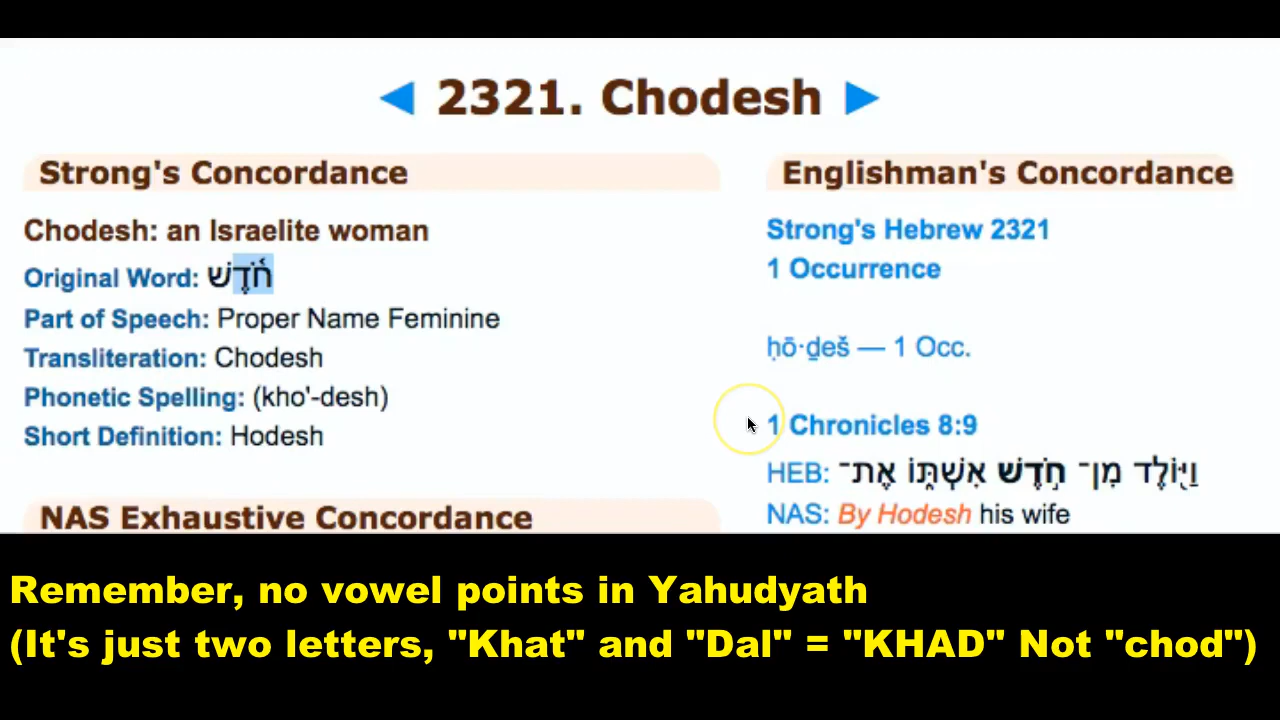 ◀ 2321. Chodesh ▶
Strong's Concordance
Chodesh: an Israelite woman
Original Word: חֹ֫דֶשׁ
Part of Speech: Proper Name Feminine
Transliteration: Chodesh
Phonetic Spelling: (kho'-desh)
Short Definition: Hodesh
NAS Exhaustive Concordance
Englishman's Concordance
Strong's Hebrew 2321
1 Occurrence
ḥō·ḏeš — 1 Occ.
1 Chronicles 8:9
HEB: וַיּ֖וֹלֶד מִן־ חֹ֣דֶשׁ אִשְׁתּ֑וֹ אֶת־
NAS: By Hodesh his wife
Remember, no vowel points in Yahudyath
(It's just two letters, "Khat" and "Dal" = "KHAD" Not "chod")